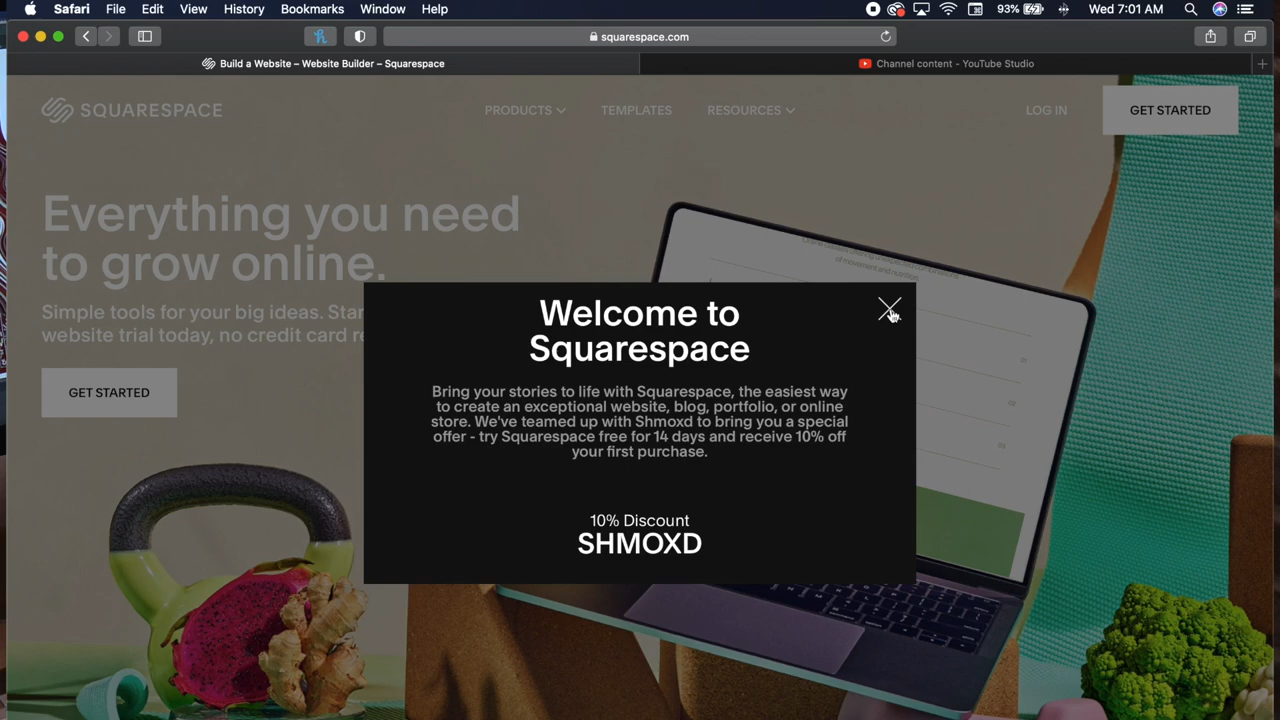 Safari File Edit View History Bookmarks Window Help 93% Wed 7:01 AM
squarespace.com
Build a Website – Website Builder – Squarespace
Channel content - YouTube Studio
SQUARESPACE PRODUCTS TEMPLATES RESOURCES LOG IN GET STARTED
Everything you need
to grow online.
Simple tools for your big ideas. Star
website trial today, no credit card re
GET STARTED
of movement and nutrition.
Welcome to
Squarespace
Bring your stories to life with Squarespace, the easiest way
to create an exceptional website, blog, portfolio, or online
store. We've teamed up with Shmoxd to bring you a special
offer - try Squarespace free for 14 days and receive 10% off
your first purchase.
10% Discount
SHMOXD